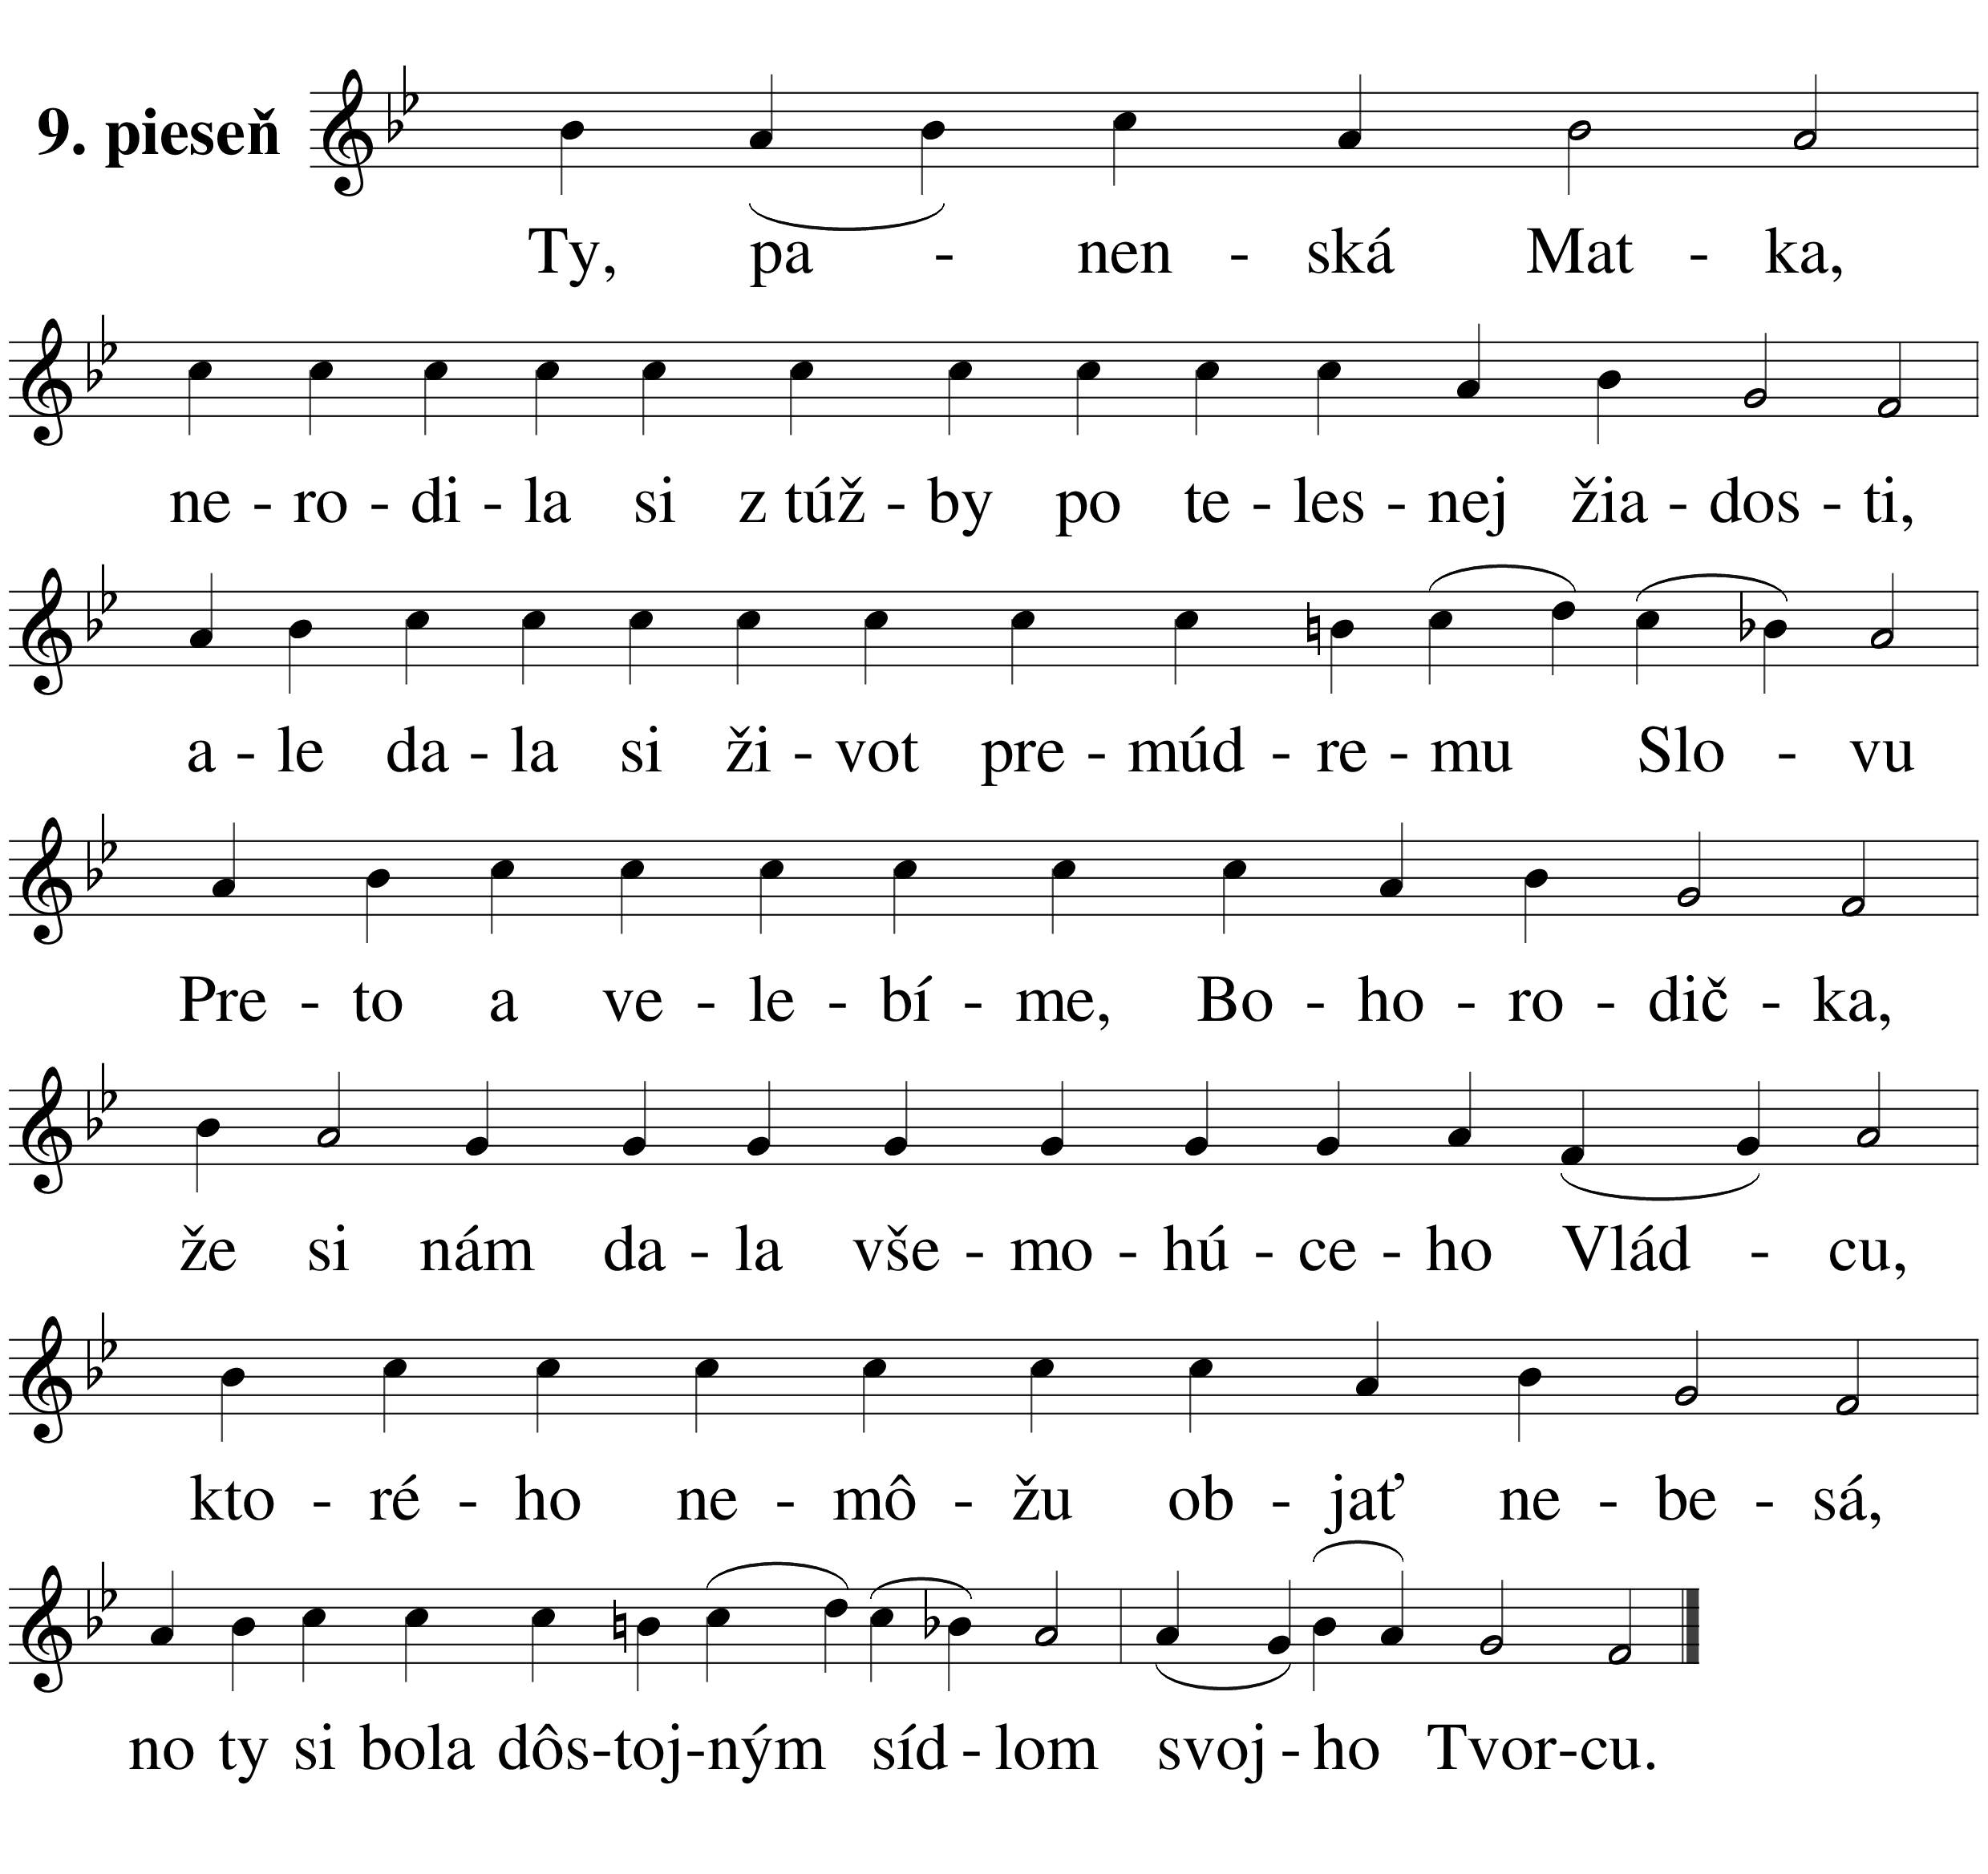 9. pieseň
Ty, pa - nen - ská Mat - ka,
ne - ro - di - la si z túž - by po te - les - nej žia - dos - ti,
a - le da - la si ži - vot pre - múd - re - mu Slo - vu
Pre - to a ve - le - bí - me, Bo - ho - ro - dič - ka,
že si nám da - la vše - mo - hú - ce - ho Vlád - cu,
kto - ré - ho ne - mô - žu ob - jať ne - be - sá,
no ty si bola dôs-toj-ným síd - lom svoj - ho Tvor-cu.